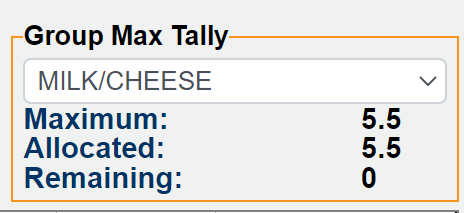 Group Max Tally
MILK/CHEESE
Maximum: 5.5
Allocated: 5.5
Remaining: 0